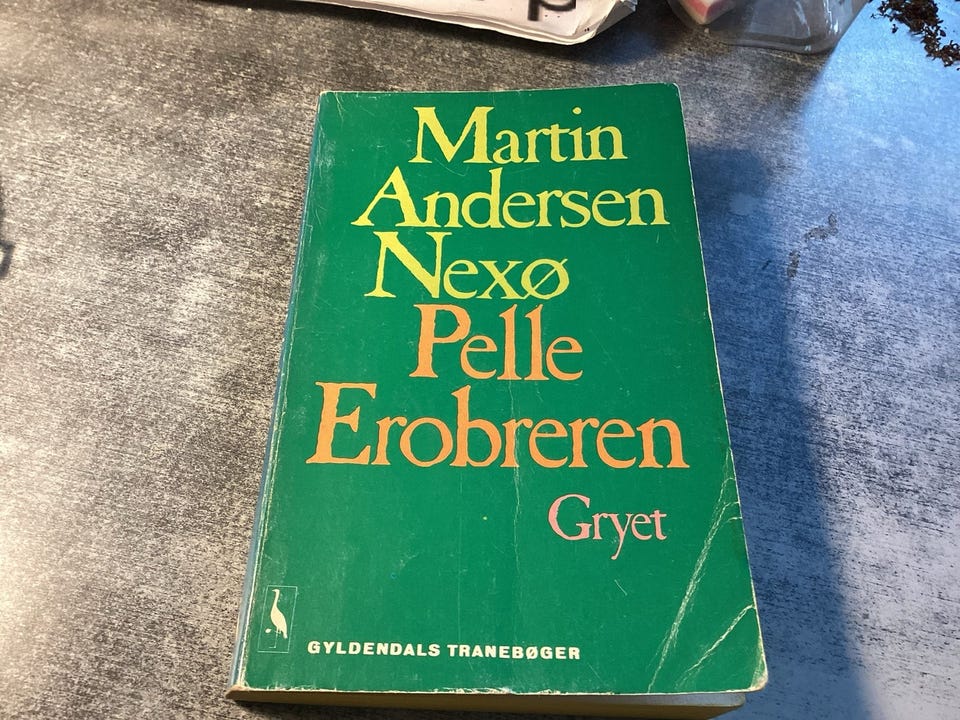 Martin
Andersen
Nexø
Pelle
Erobreren
Gryet
GYLDENDALS TRANEBØGER